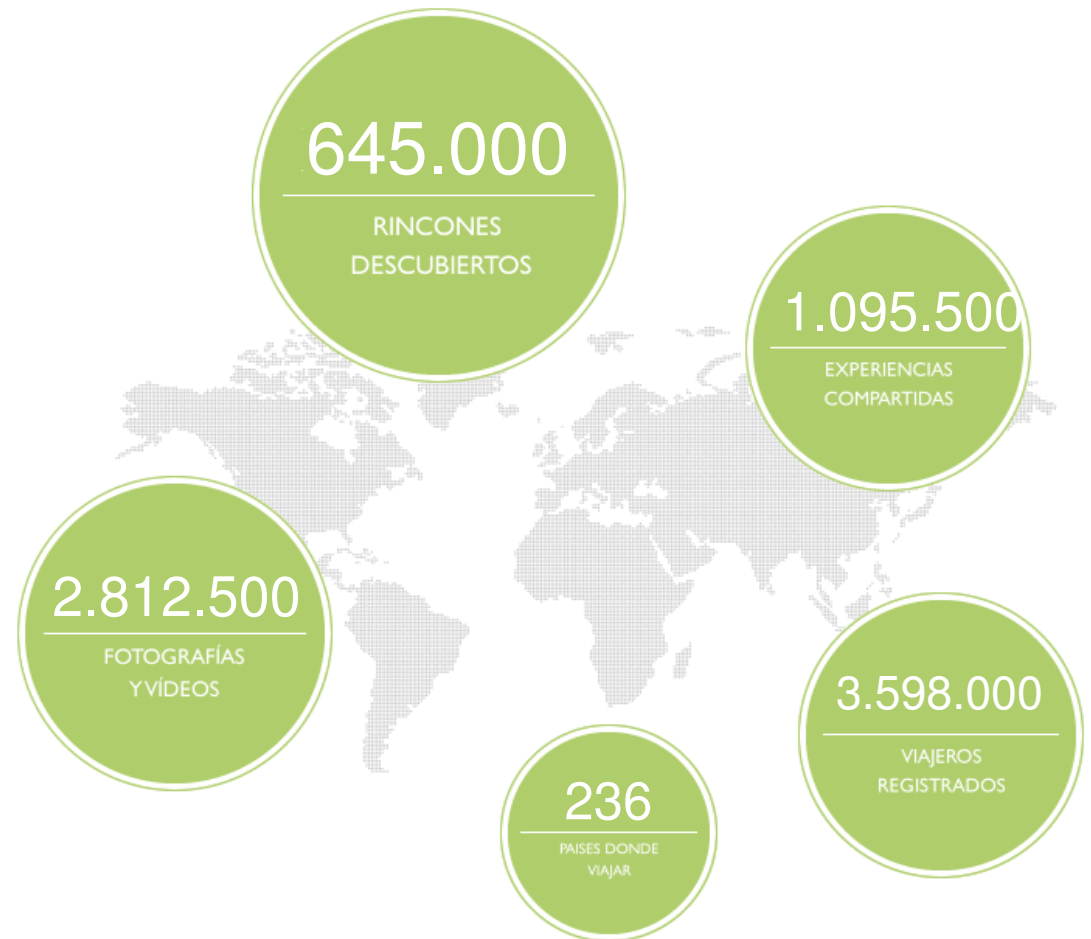 645.000
RINCONES
DESCUBIERTOS
1.095.500
EXPERIENCIAS
COMPARTIDAS
2.812.500
FOTOGRAFÍAS
Y VÍDEOS
3.598.000
VIAJEROS
REGISTRADOS
236
PAISES DONDE
VIAJAR